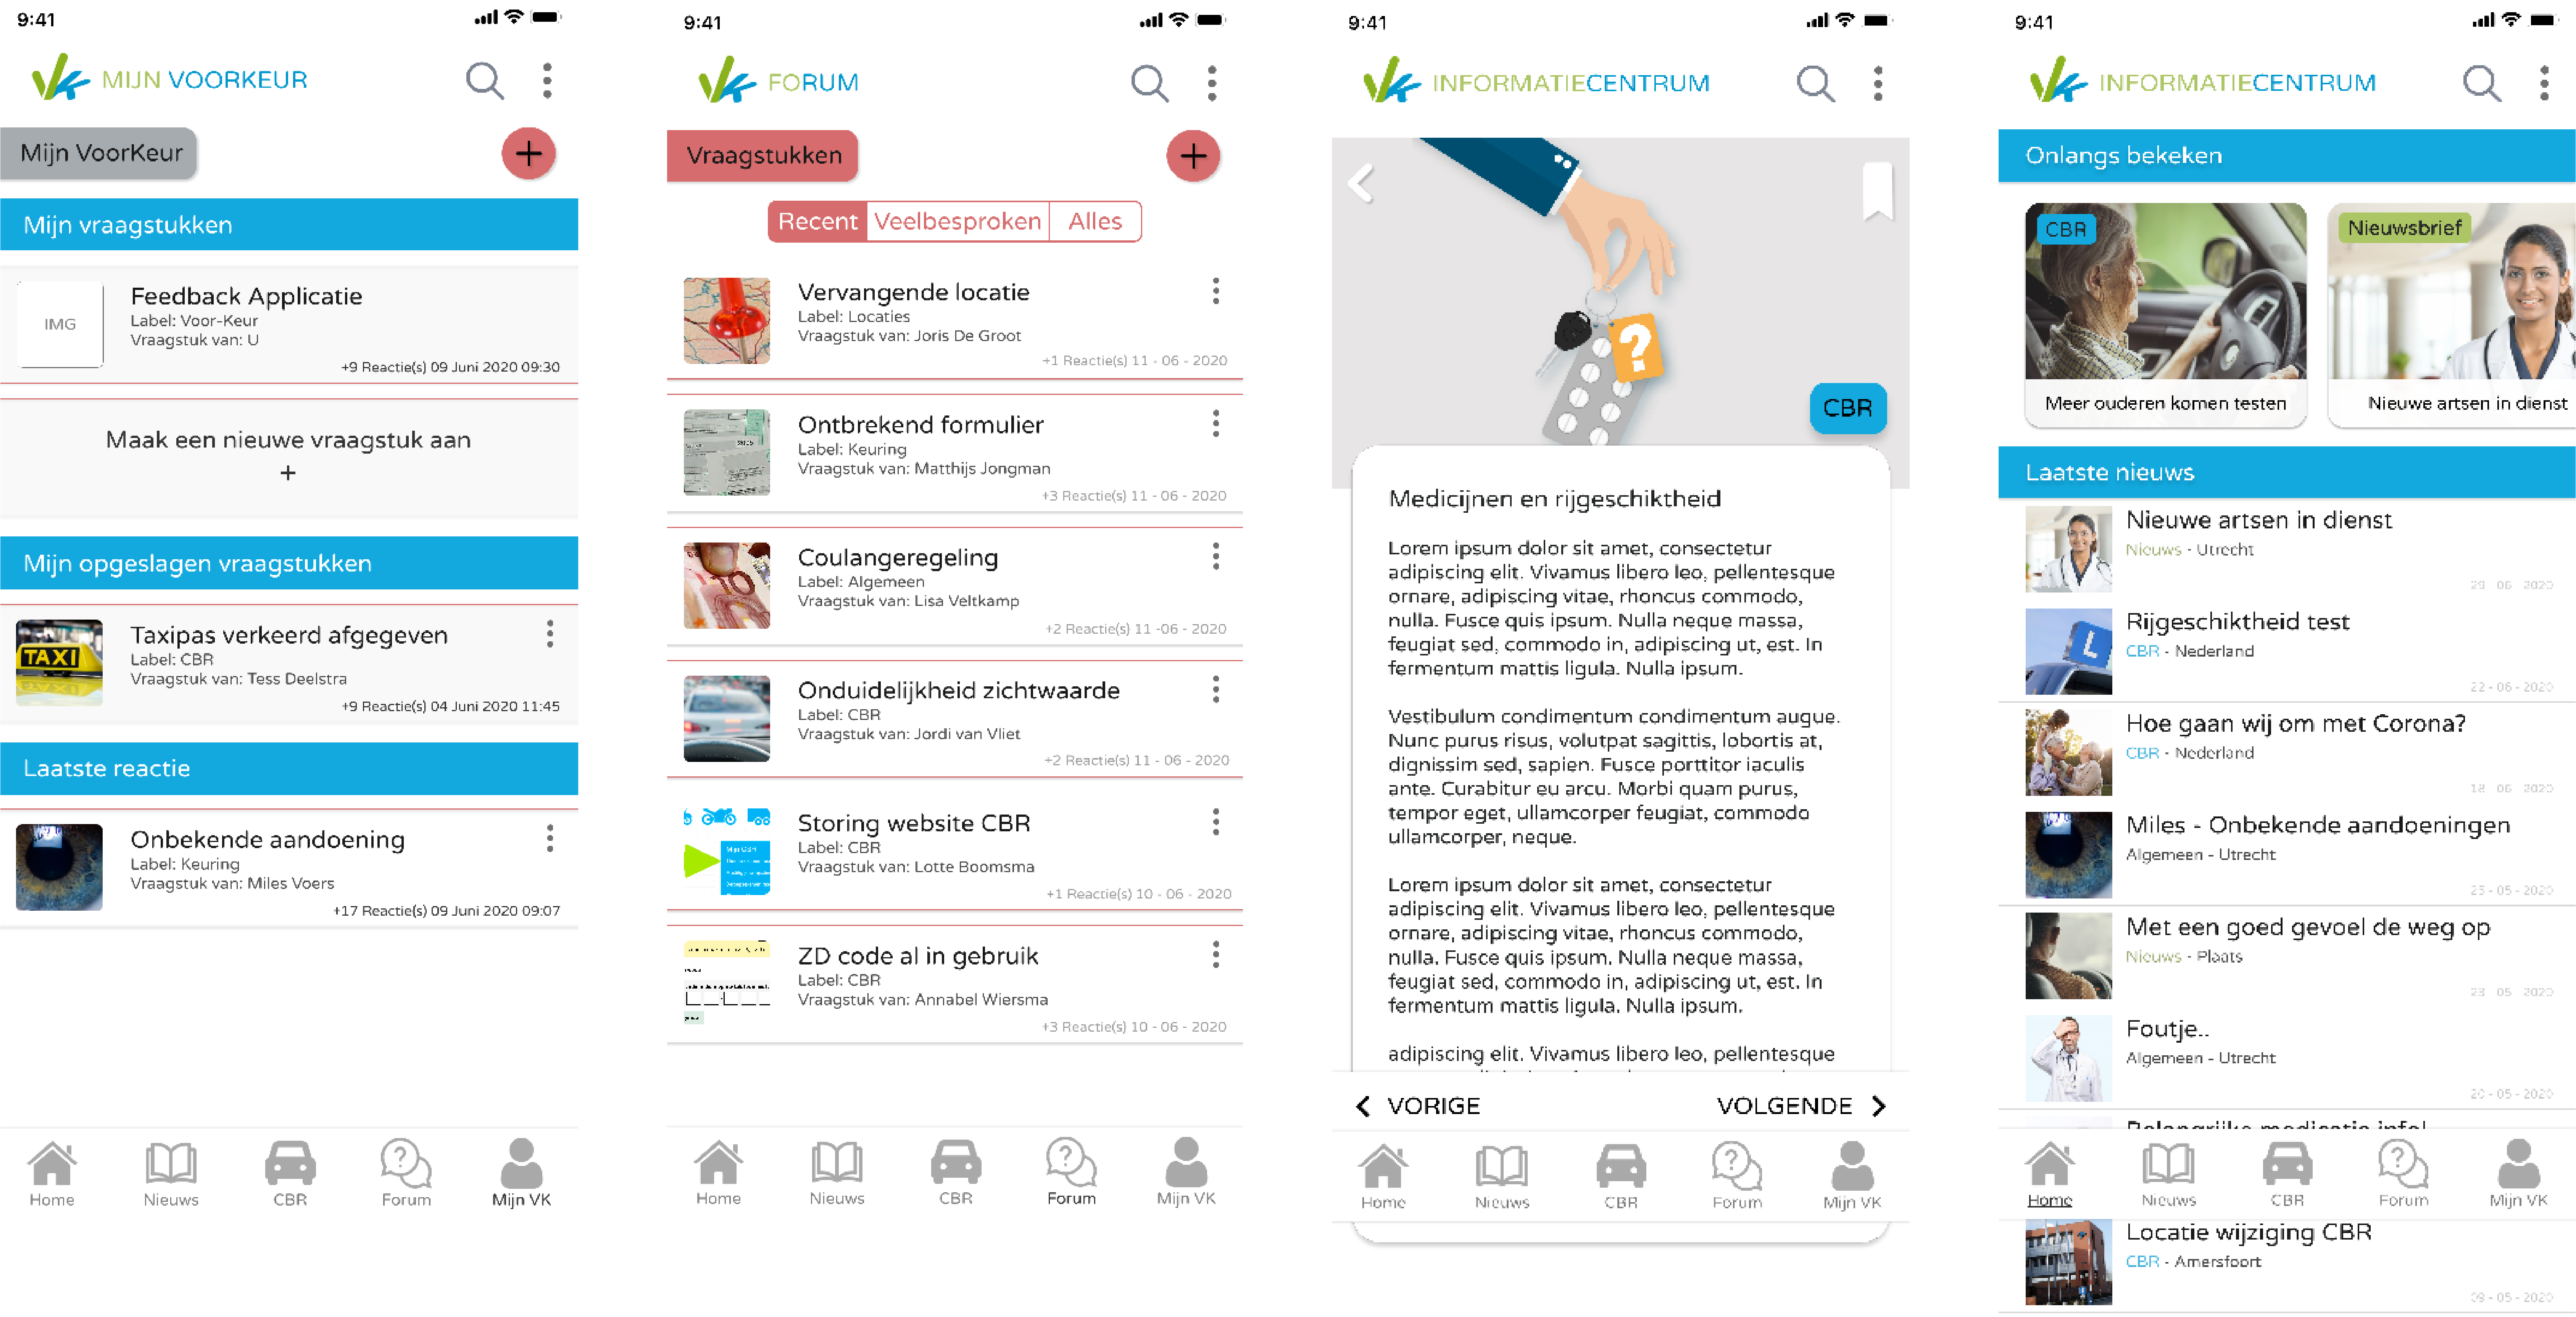 9:41
MIJN VOORKEUR
Mijn VoorKeur
+
Mijn vraagstukken
IMG
Feedback Applicatie
Label: Voor-Keur
Vraagstuk van: U
+9 Reactie(s) 09 Juni 2020 09:30
Maak een nieuwe vraagstuk aan
+
Mijn opgeslagen vraagstukken
TAXI
Taxipas verkeerd afgegeven
Label: CBR
Vraagstuk van: Tess Deelstra
+9 Reactie(s) 04 Juni 2020 11:45
Laatste reactie
Onbekende aandoening
Label: Keuring
Vraagstuk van: Miles Voers
+17 Reactie(s) 09 Juni 2020 09:07
Home
Nieuws
CBR
Forum
Mijn VK
9:41
FORUM
Vraagstukken
+
Recent
Veelbesproken
Alles
Vervangende locatie
Label: Locaties
Vraagstuk van: Joris De Groot
+1 Reactie(s) 11 - 06 - 2020
Ontbrekend formulier
Label: Keuring
Vraagstuk van: Matthijs Jongman
+3 Reactie(s) 11 - 06 - 2020
Coulangeregeling
Label: Algemeen
Vraagstuk van: Lisa Veltkamp
+2 Reactie(s) 11 -06 - 2020
Onduidelijkheid zichtwaarde
Label: CBR
Vraagstuk van: Jordi van Vliet
+2 Reactie(s) 11 - 06 - 2020
Mijn CBR
Storing website CBR
Label: CBR
Vraagstuk van: Lotte Boomsma
+1 Reactie(s) 10 - 06 - 2020
ZD code al in gebruik
Label: CBR
Vraagstuk van: Annabel Wiersma
+3 Reactie(s) 10 - 06 - 2020
Home
Nieuws
CBR
Forum
Mijn VK
9:41
INFORMATIECENTRUM
?
CBR
Medicijnen en rijgeschiktheid
Lorem ipsum dolor sit amet, consectetur
adipiscing elit. Vivamus libero leo, pellentesque
ornare, adipiscing vitae, rhoncus commodo,
nulla. Fusce quis ipsum. Nulla neque massa,
feugiat sed, commodo in, adipiscing ut, est. In
fermentum mattis ligula. Nulla ipsum.
Vestibulum condimentum condimentum augue.
Nunc purus risus, volutpat sagittis, lobortis at,
dignissim sed, sapien. Fusce porttitor iaculis
ante. Curabitur eu arcu. Morbi quam purus,
tempor eget, ullamcorper feugiat, commodo
ullamcorper, neque.
Lorem ipsum dolor sit amet, consectetur
adipiscing elit. Vivamus libero leo, pellentesque
ornare, adipiscing vitae, rhoncus commodo,
nulla. Fusce quis ipsum. Nulla neque massa,
feugiat sed, commodo in, adipiscing ut, est. In
fermentum mattis ligula. Nulla ipsum.
adipiscing elit. Vivamus libero leo, pellentesque
VORIGE
VOLGENDE
Home
Nieuws
CBR
Forum
Mijn VK
9:41
INFORMATIECENTRUM
Onlangs bekeken
CBR
Meer ouderen komen testen
Nieuwsbrief
Nieuwe artsen in dienst
Laatste nieuws
Nieuwe artsen in dienst
Nieuws - Utrecht
29 - 06 - 2020
L
Rijgeschiktheid test
CBR - Nederland
22 - 06 - 2020
Hoe gaan wij om met Corona?
CBR - Nederland
18 - 06 - 2020
Miles - Onbekende aandoeningen
Algemeen - Utrecht
25 - 05 - 2020
Met een goed gevoel de weg op
Nieuws - Plaats
23 - 05 - 2020
Foutje..
Algemeen - Utrecht
20 - 05 - 2020
Home
Nieuws
CBR
Forum
Mijn VK
Locatie wijziging CBR
CBR - Amersfoort
09 - 05 - 2020